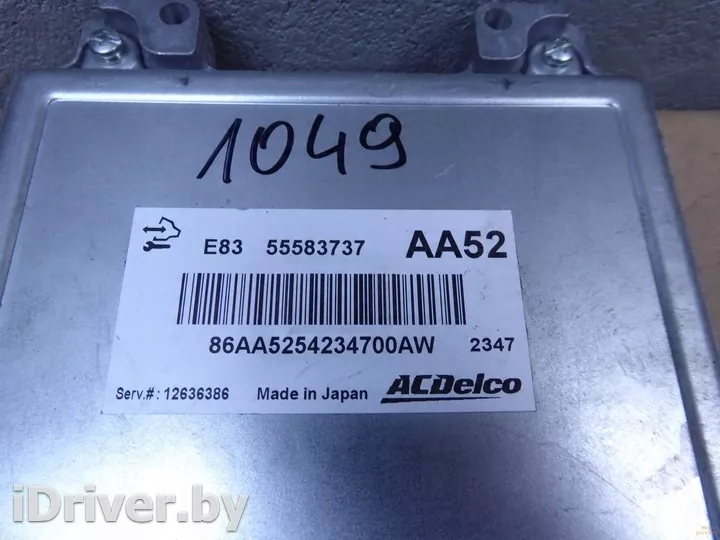 1049
E83 55583737 AA52
86AA5254234700AW 2347
Serv.#: 12636386 Made in Japan ACDelco
iDriver.by